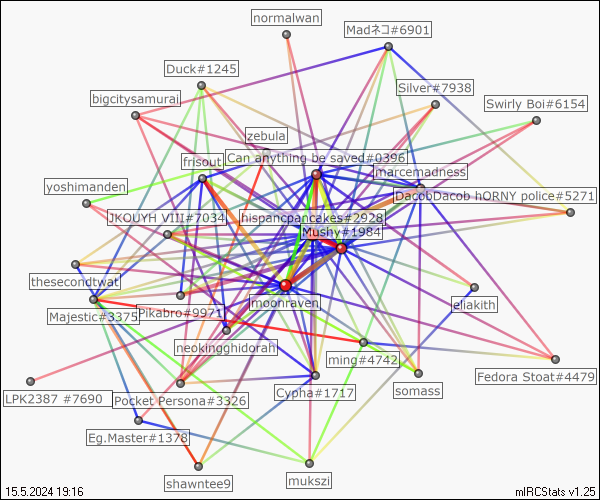 normalwan
Madネコ#6901
Duck#1245
Silver#7938
bigcitysamurai
Swirly Boi#6154
zebula
frisout
Can anything be saved#0396
marcemadness
yoshimanden
DacobDacob hORNY police#5271
JKOUYH VIII#7034
hispancpancakes#2928
Mushy#1984
thesecondtwat
moonraven
ejiakith
Majestic#3375
Pikabro#9971
neokingghidorah
ming#4742
Fedora Stoat#4479
LPK2387 #7690
Pocket Persona#3326
Cypha#1717
somass
Eg.Master#1378
shawntee9
mukszi
15.5.2024 19:16
mIRCStats v1.25